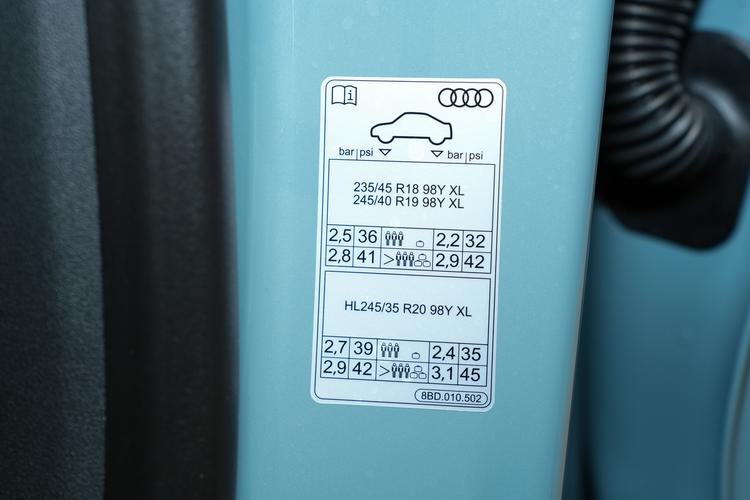 i
bar psi bar psi
235/45 R18 98Y XL
245/40 R19 98Y XL
2,5 36 2,2 32
2,8 41 > 2,9 42
HL245/35 R20 98Y XL
2,7 39 2,4 35
2,9 42 > 3,1 45
8BD.010.502